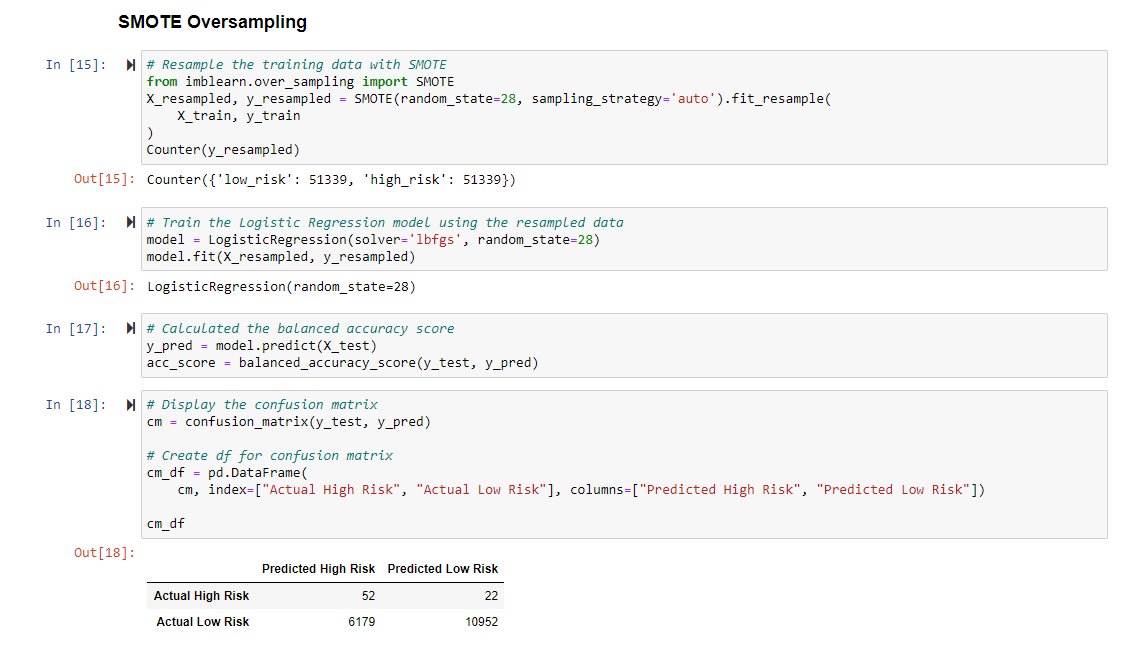 SMOTE Oversampling
In [15]:
# Resample the training data with SMOTE
from imblearn.over_sampling import SMOTE
X_resampled, y_resampled = SMOTE(random_state=28, sampling_strategy='auto').fit_resample(
    X_train, y_train
)
Counter(y_resampled)
Out[15]: Counter({'low_risk': 51339, 'high_risk': 51339})
In [16]:
# Train the Logistic Regression model using the resampled data
model = LogisticRegression(solver='lbfgs', random_state=28)
model.fit(X_resampled, y_resampled)
Out[16]: LogisticRegression(random_state=28)
In [17]:
# Calculated the balanced accuracy score
y_pred = model.predict(X_test)
acc_score = balanced_accuracy_score(y_test, y_pred)
In [18]:
# Display the confusion matrix
cm = confusion_matrix(y_test, y_pred)
# Create df for confusion matrix
cm_df = pd.DataFrame(
    cm, index=["Actual High Risk", "Actual Low Risk"], columns=["Predicted High Risk", "Predicted Low Risk"])
cm_df
Out[18]:
Predicted High Risk Predicted Low Risk
Actual High Risk 52 22
Actual Low Risk 6179 10952